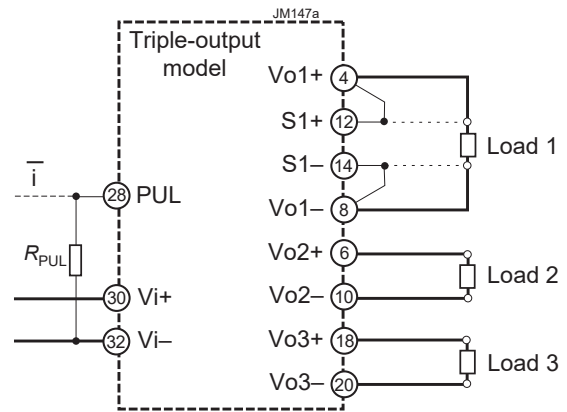 JM147a
Triple-output
model
Vo1+ 4
S1+ 12
S1– 14
Load 1
Vo1– 8
i
28 PUL
RPUL
Vo2+ 6
Vo2– 10
Load 2
30 Vi+
32 Vi–
Vo3+ 18
Vo3– 20
Load 3